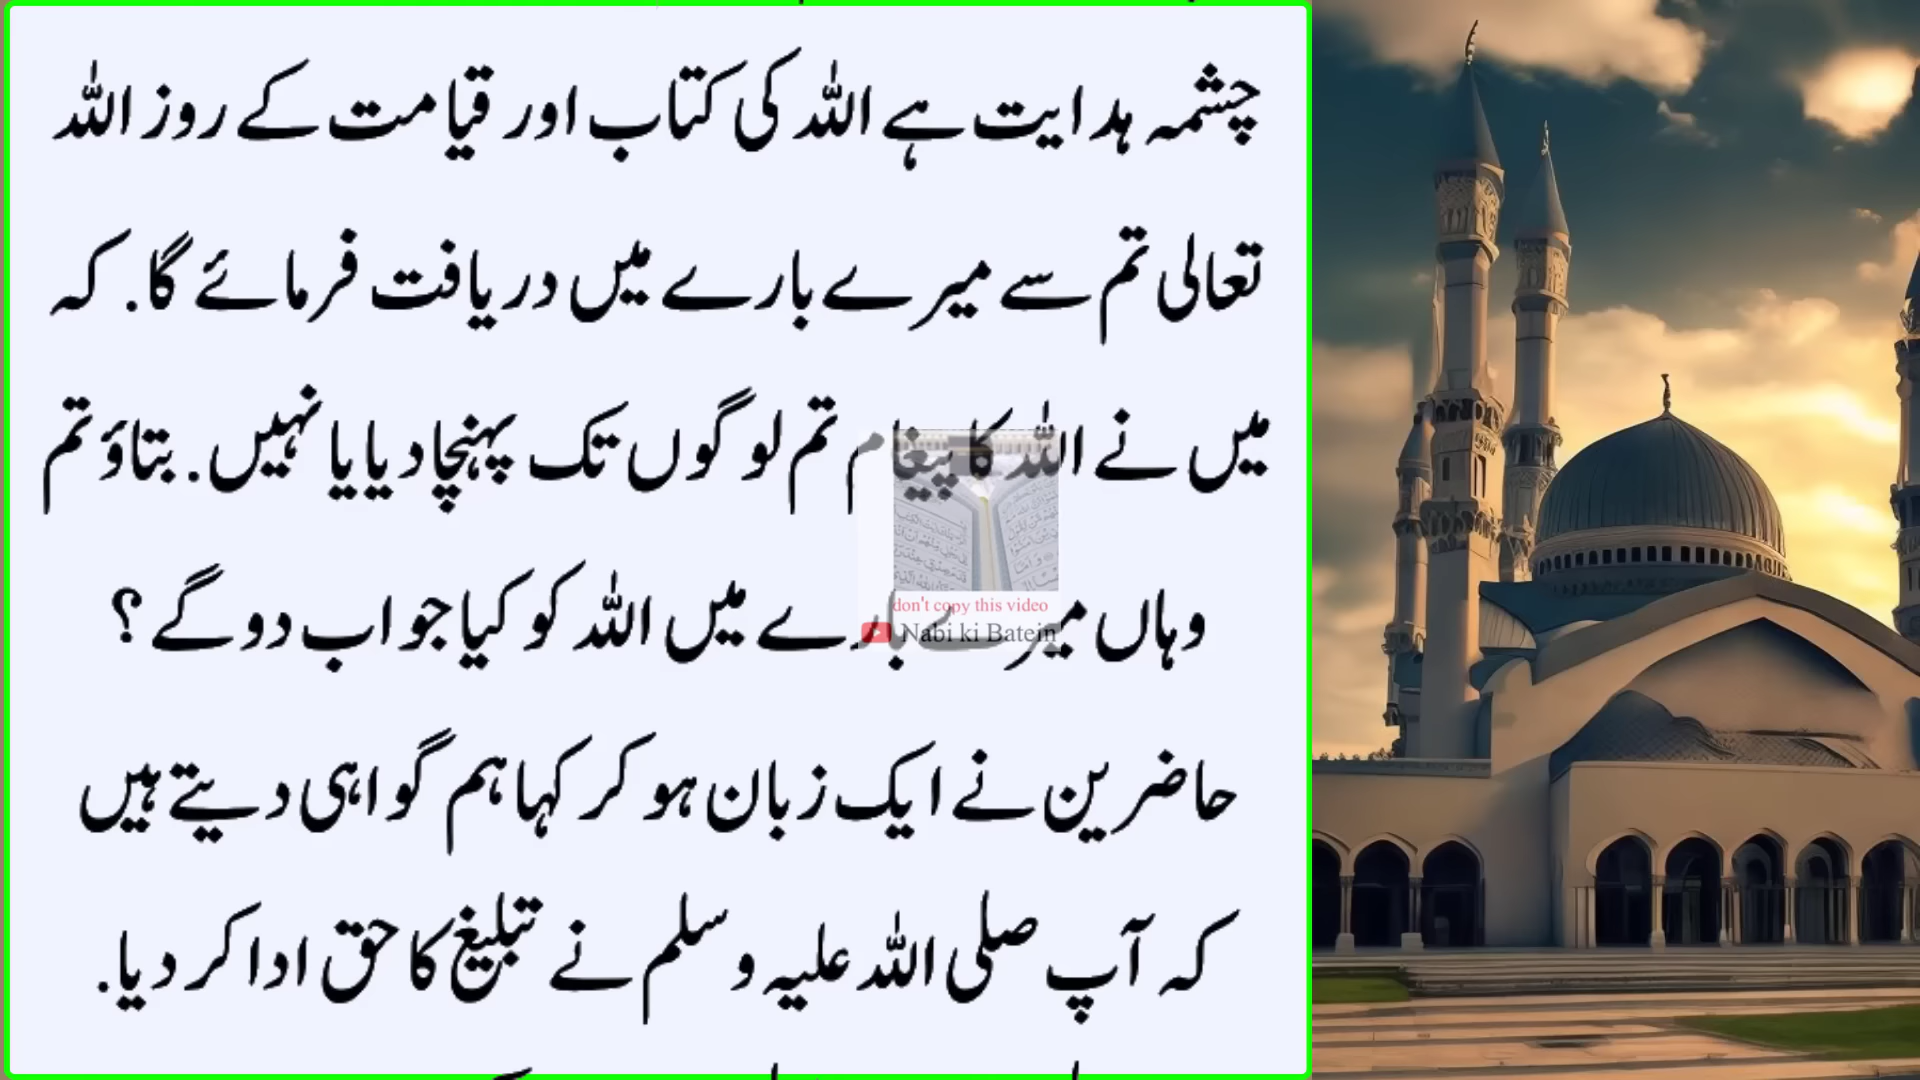 چشمہ ہدایت ہے اللہ کی کتاب اور قیامت کے روز اللہ
تعالی تم سے میرے بارے میں دریافت فرمائے گا. کہ
میں نے اللہ کا پیغام تم لوگوں تک پہنچا دیا یا نہیں. بتاؤ تم
وہاں میرے بارے میں اللہ کو کیا جواب دو گے ؟
حاضرین نے ایک زبان ہو کر کہا ہم گواہی دیتے ہیں
کہ آپ صلی اللہ علیہ وسلم نے تبلیغ کا حق ادا کر دیا.
don't copy this video
Nabi ki Batein